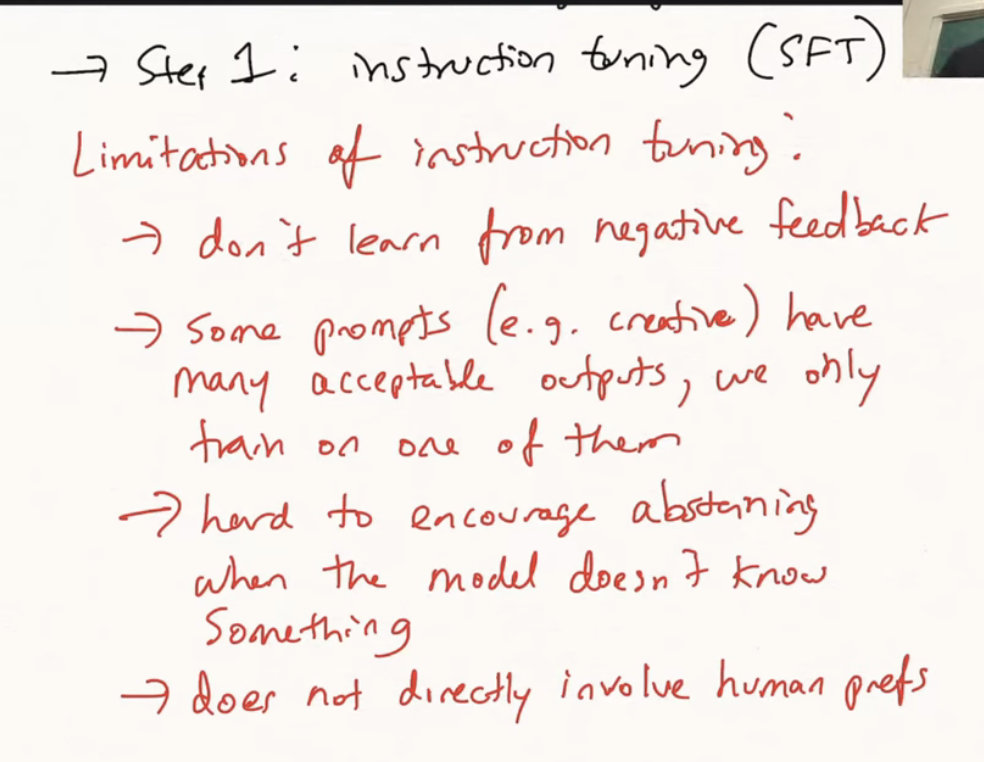 → Step 1: instruction tuning (SFT)
Limitations of instruction tuning:
→ don't learn from negative feedback
→ some prompts (e.g. creative) have
many acceptable outputs, we only
train on one of them
→ hard to encourage abstaining
when the model doesn't know
something
→ does not directly involve human prefs